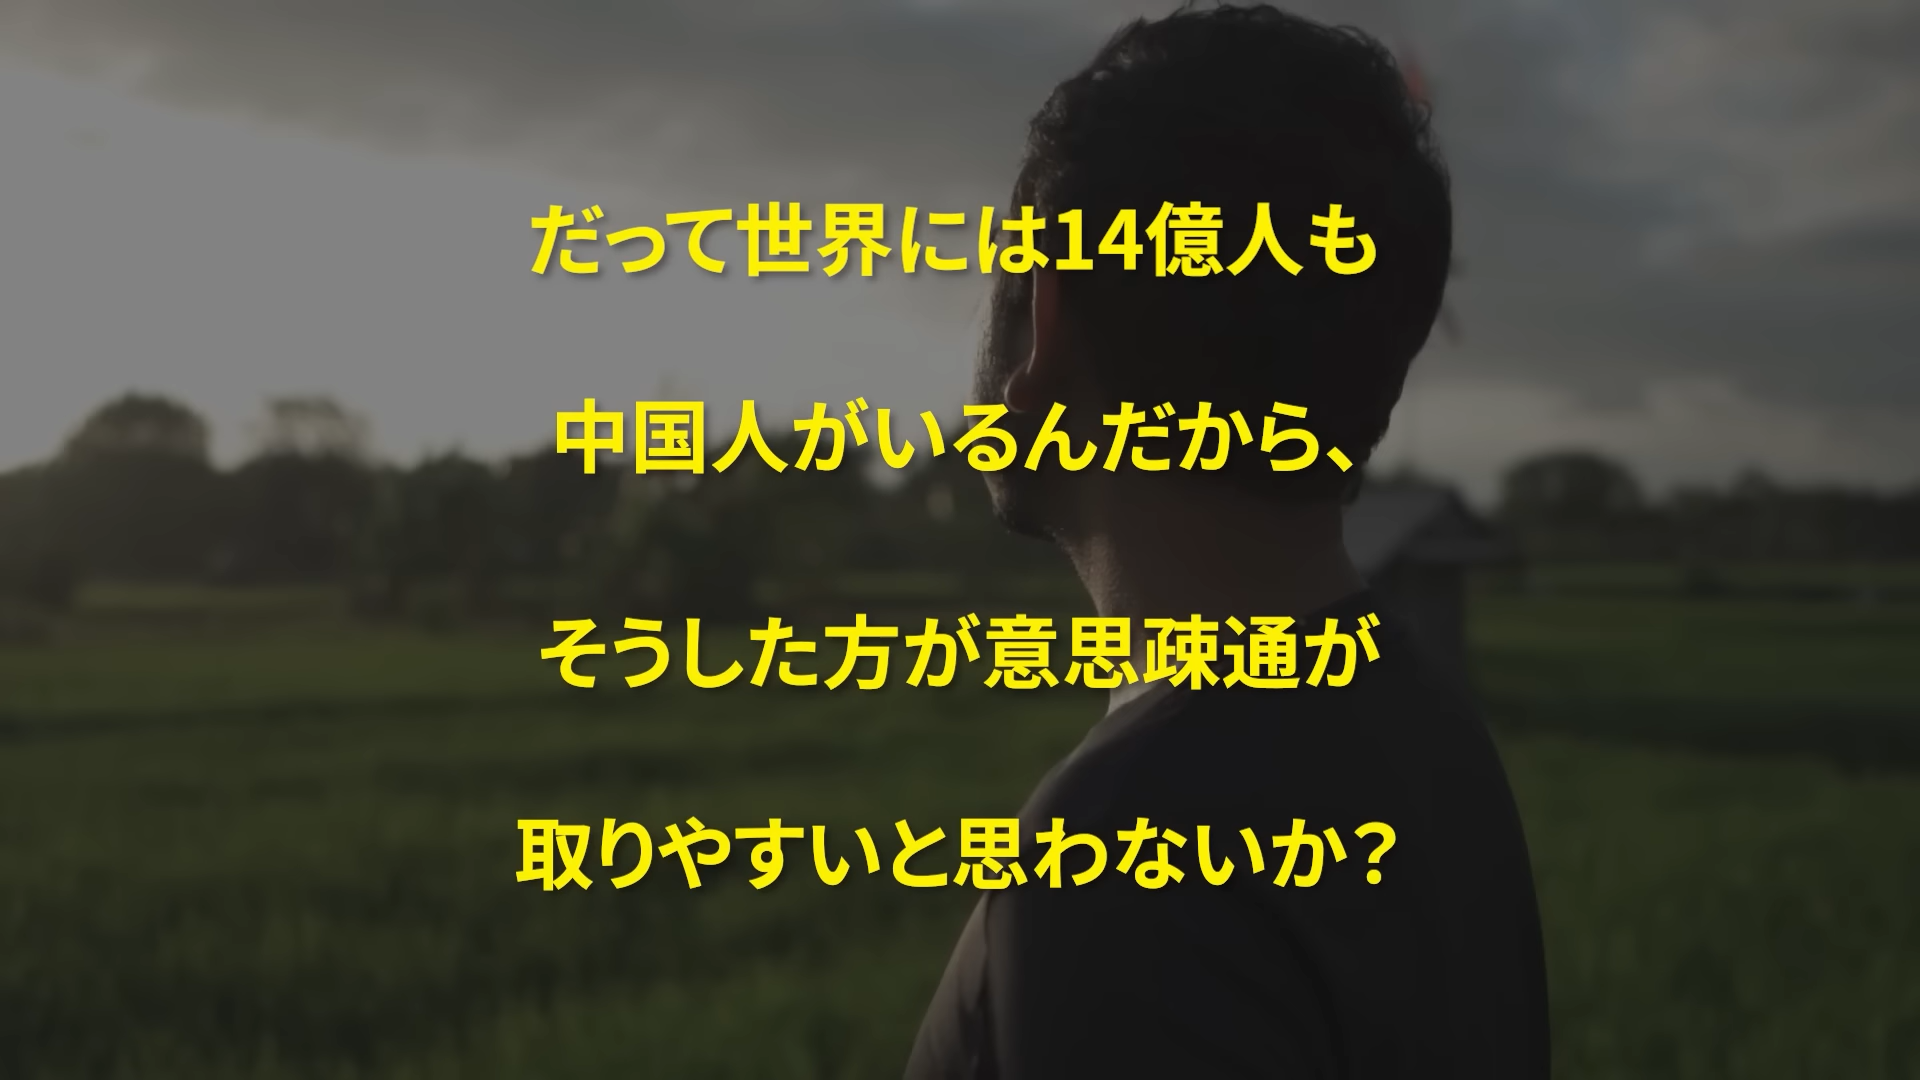 だって世界には14億人も
中国人がいるんだから、
そうした方が意思疎通が
取りやすいと思わないか？